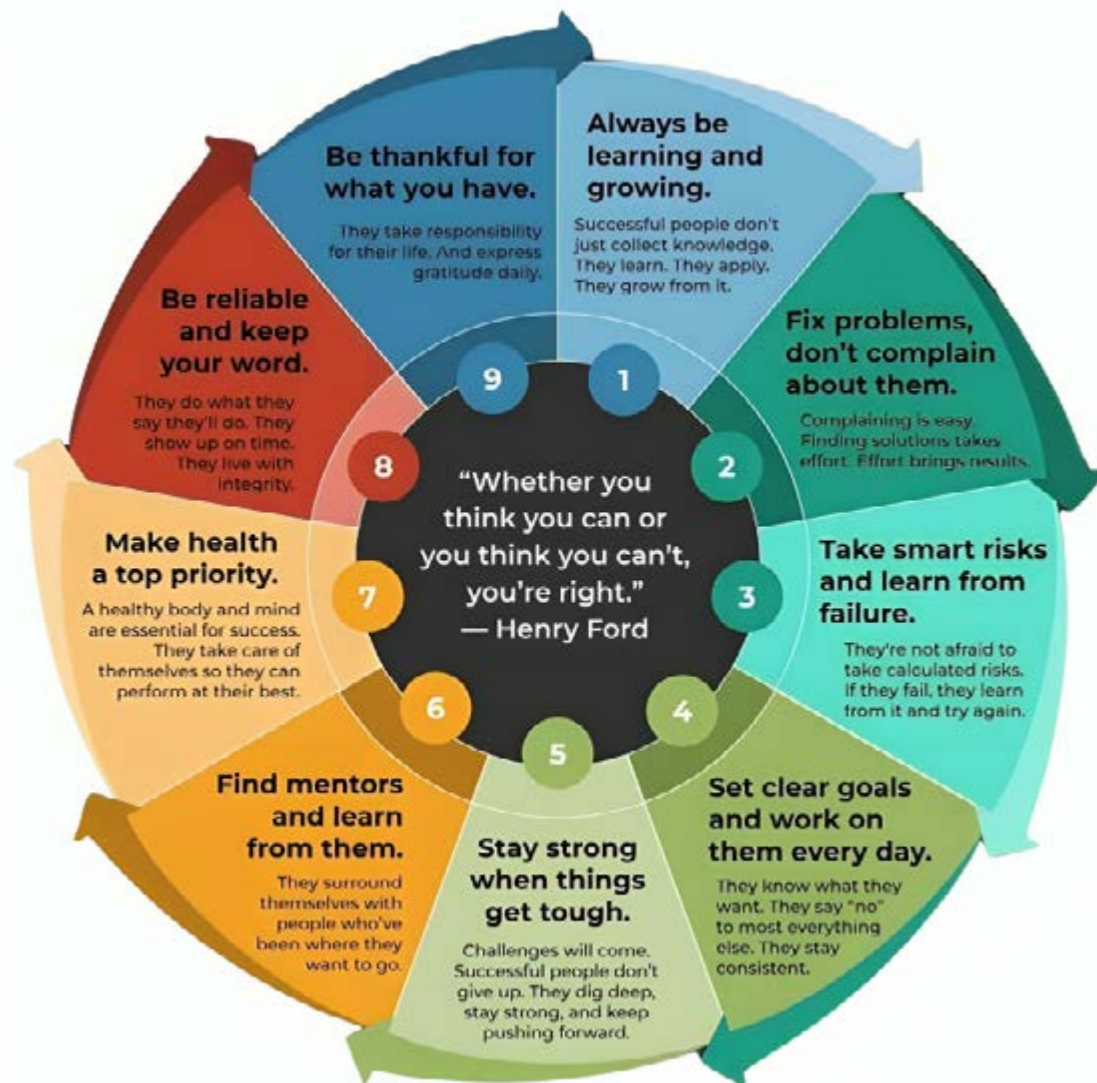 Always be
learning and
growing.
Successful people don't
just collect knowledge.
They learn. They apply.
They grow from it.
1
Fix problems,
don't complain
about them.
Complaining is easy.
Finding solutions takes
effort. Effort brings results.
2
Take smart risks
and learn from
failure.
They're not afraid to
take calculated risks.
If they fail, they learn
from it and try again.
3
Set clear goals
and work on
them every day.
They know what they
want. They say "no"
to most everything
else. They stay
consistent.
4
Stay strong
when things
get tough.
Challenges will come.
Successful people don't
give up. They dig deep,
stay strong, and keep
pushing forward.
5
Find mentors
and learn
from them.
They surround
themselves with
people who've
been where they
want to go.
6
Make health
a top priority.
A healthy body and mind
are essential for success.
They take care of
themselves so they can
perform at their best.
7
Be reliable
and keep
your word.
They do what they
say they'll do. They
show up on time.
They live with
integrity.
8
Be thankful for
what you have.
They take responsibility
for their life. And express
gratitude daily.
9
"Whether you
think you can or
you think you can't,
you're right."
— Henry Ford